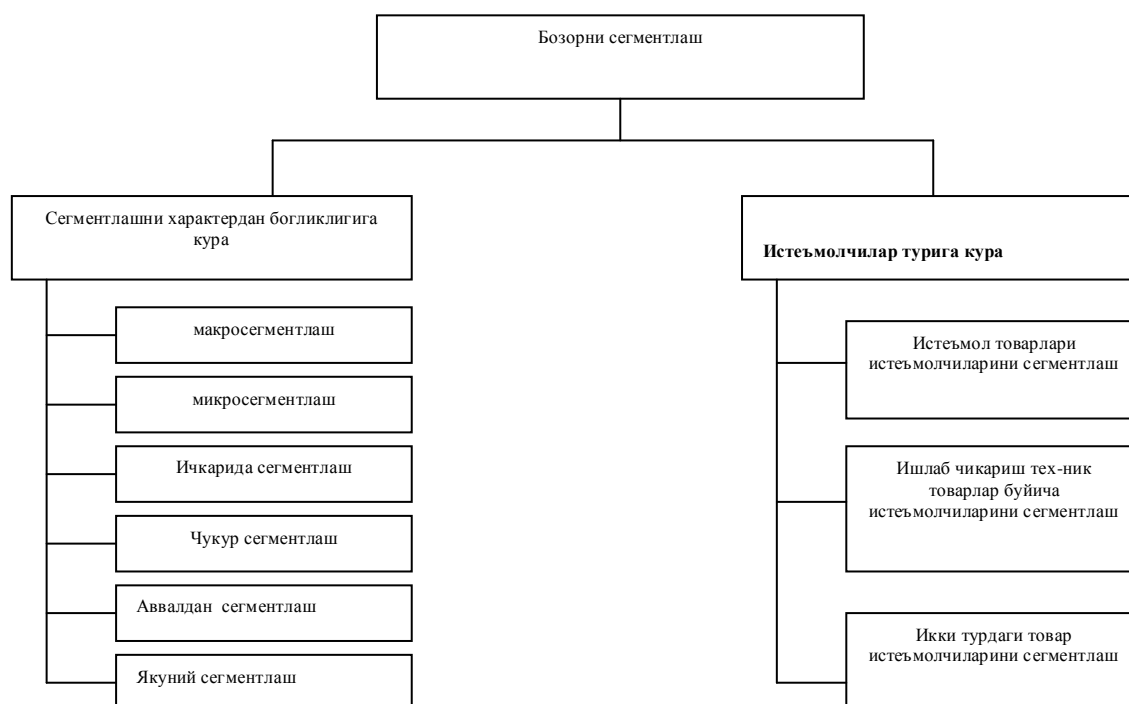 Бозорни сегментлаш
Сегментлашни характердан богликлигига
кура
макросегментлаш
микросегментлаш
Ичкарида сегментлаш
Чукур сегментлаш
Аввалдан сегментлаш
Якуний сегментлаш
Истеъмолчилар турига кура
Истеъмол товарлари
истеъмолчиларини сегментлаш
Ишлаб чикариш тех-ник
товарлар буйича
истеъмолчиларини сегментлаш
Икки турдаги товар
истеъмолчиларини сегментлаш